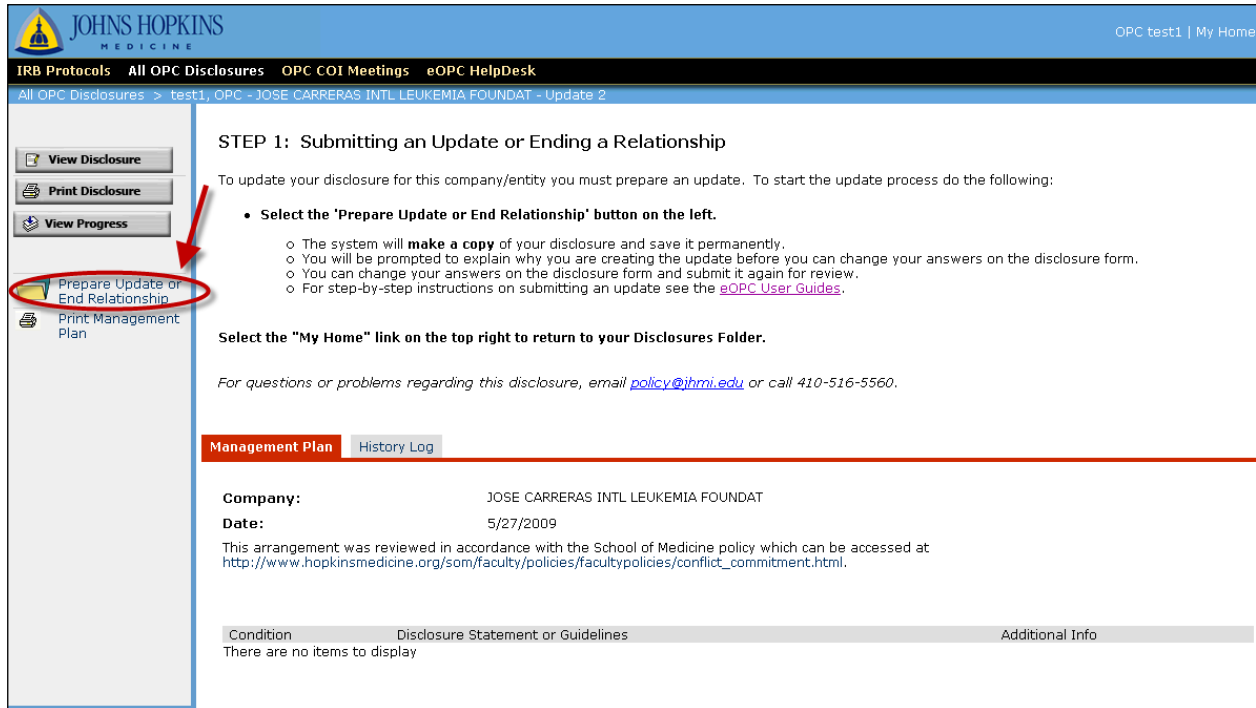 JOHNS HOPKINS
MEDICINE
OPC test1 | My Home
IRB Protocols All OPC Disclosures OPC COI Meetings eOPC HelpDesk
All OPC Disclosures > test1, OPC - JOSE CARRERAS INTL LEUKEMIA FOUNDAT - Update 2
View Disclosure
Print Disclosure
View Progress
Prepare Update or
End Relationship
Print Management
Plan
STEP 1: Submitting an Update or Ending a Relationship
To update your disclosure for this company/entity you must prepare an update. To start the update process do the following:
• Select the 'Prepare Update or End Relationship' button on the left.
o The system will make a copy of your disclosure and save it permanently.
o You will be prompted to explain why you are creating the update before you can change your answers on the disclosure form.
o You can change your answers on the disclosure form and submit it again for review.
o For step-by-step instructions on submitting an update see the eOPC User Guides.
Select the "My Home" link on the top right to return to your Disclosures Folder.
For questions or problems regarding this disclosure, email policy@jhmi.edu or call 410-516-5560.
Management Plan History Log
Company: JOSE CARRERAS INTL LEUKEMIA FOUNDAT
Date: 5/27/2009
This arrangement was reviewed in accordance with the School of Medicine policy which can be accessed at
http://www.hopkinsmedicine.org/som/faculty/policies/facultypolicies/conflict_commitment.html.
Condition Disclosure Statement or Guidelines Additional Info
There are no items to display